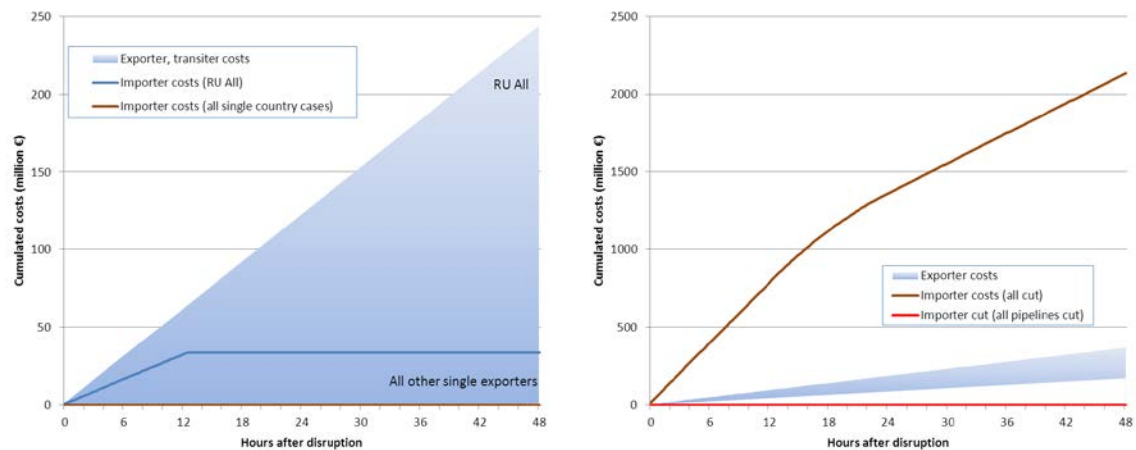 250
200
150
100
50
0
Cumulated costs (million €)
Exporter, transiter costs
Importer costs (RU All)
Importer costs (all single country cases)
RU All
All other single exporters
0 6 12 18 24 30 36 42 48
Hours after disruption
2500
2000
1500
1000
500
0
Cumulated costs (million €)
Exporter costs
Importer costs (all cut)
Importer cut (all pipelines cut)
0 6 12 18 24 30 36 42 48
Hours after disruption